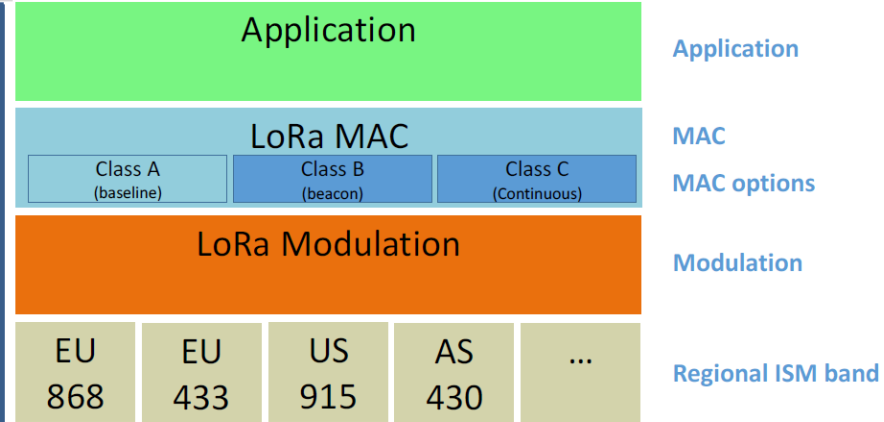 Application
Application
LoRa MAC
MAC
Class A
(baseline)
Class B
(beacon)
Class C
(Continuous)
MAC options
LoRa Modulation
Modulation
EU
868
EU
433
US
915
AS
430
...
Regional ISM band